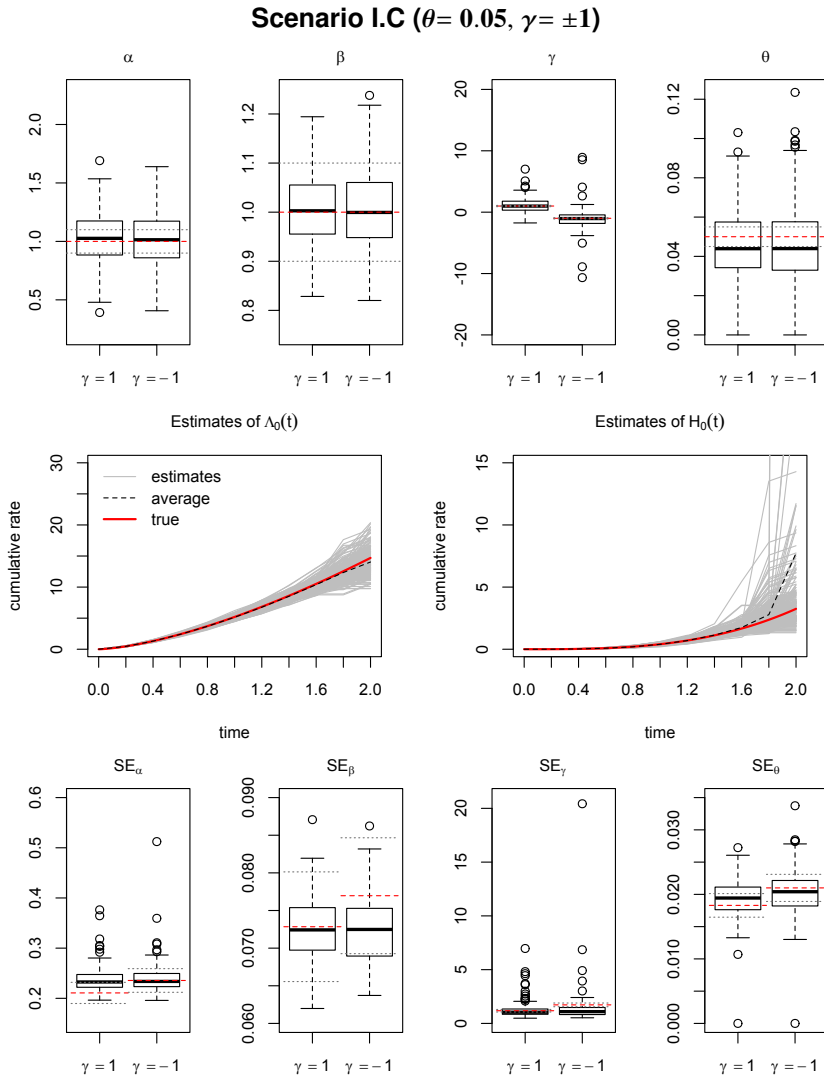 Scenario I.C (θ= 0.05, γ= ±1)
α
β
γ
θ
0.5 1.0 1.5 2.0
0.8 0.9 1.0 1.1 1.2
-20 -10 0 10 20
0.00 0.04 0.08 0.12
γ = 1 γ = −1
γ = 1 γ = −1
γ = 1 γ = −1
γ = 1 γ = −1
Estimates of Λ0(t)
cumulative rate
0 10 20 30
estimates
average
true
0.0 0.4 0.8 1.2 1.6 2.0
time
Estimates of H0(t)
cumulative rate
0 5 10 15
0.0 0.4 0.8 1.2 1.6 2.0
time
SEα
SEβ
SEγ
SEθ
0.2 0.3 0.4 0.5 0.6
0.060 0.070 0.080 0.090
0 5 10 15 20
0.000 0.010 0.020 0.030
γ = 1 γ = −1
γ = 1 γ = −1
γ = 1 γ = −1
γ = 1 γ = −1